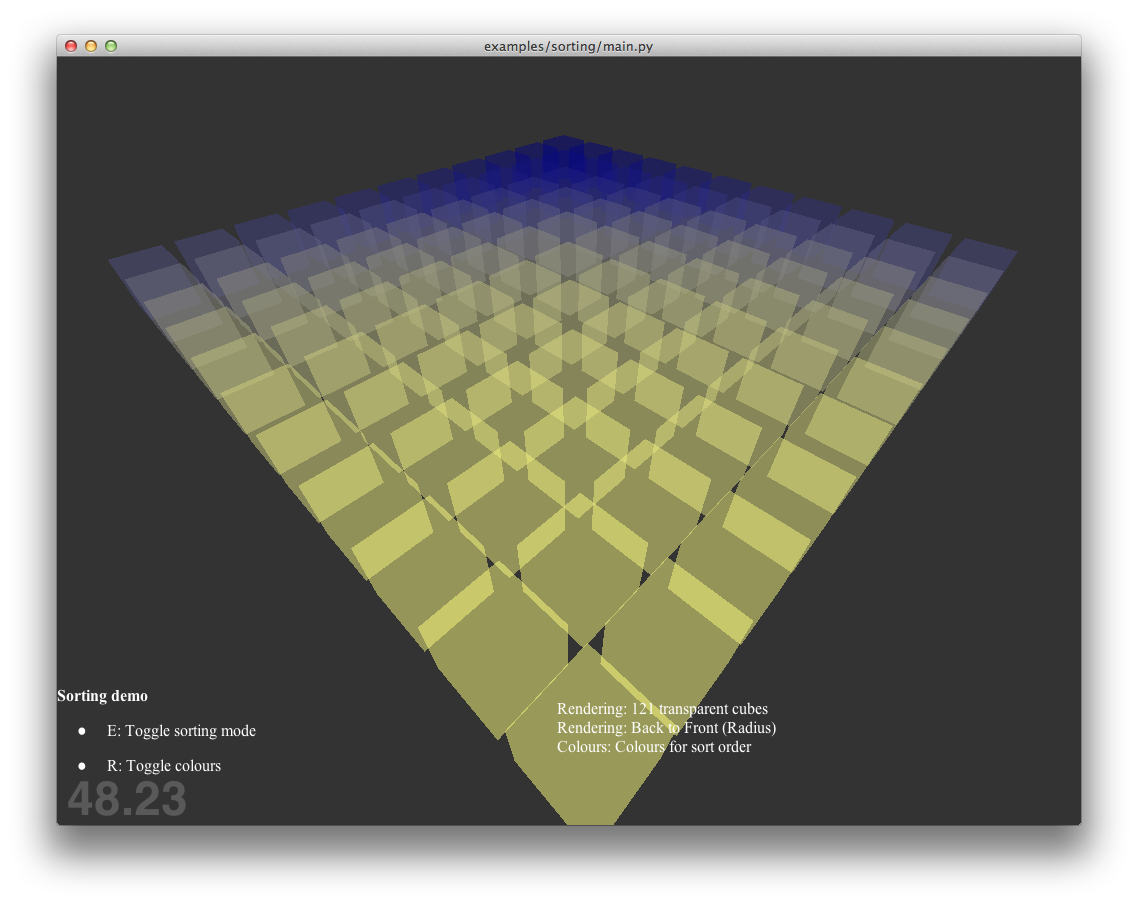 examples/sorting/main.py
Sorting demo
● E: Toggle sorting mode
● R: Toggle colours
48.23
Rendering: 121 transparent cubes
Rendering: Back to Front (Radius)
Colours: Colours for sort order